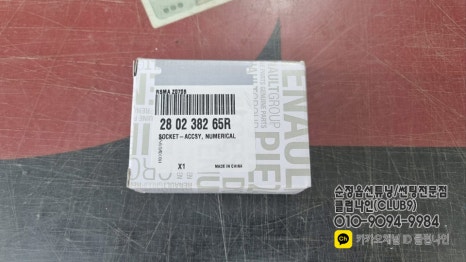 RSMA Z0709
28 02 382 65R
SOCKET-ACCSY, NUMERICAL
X1
MADE IN CHINA
RENAULTGROUP
순정옵션튜닝/썬팅전문점
클럽나인(CLUB9)
010-9094-9984
카카오채널 ID 클럽나인